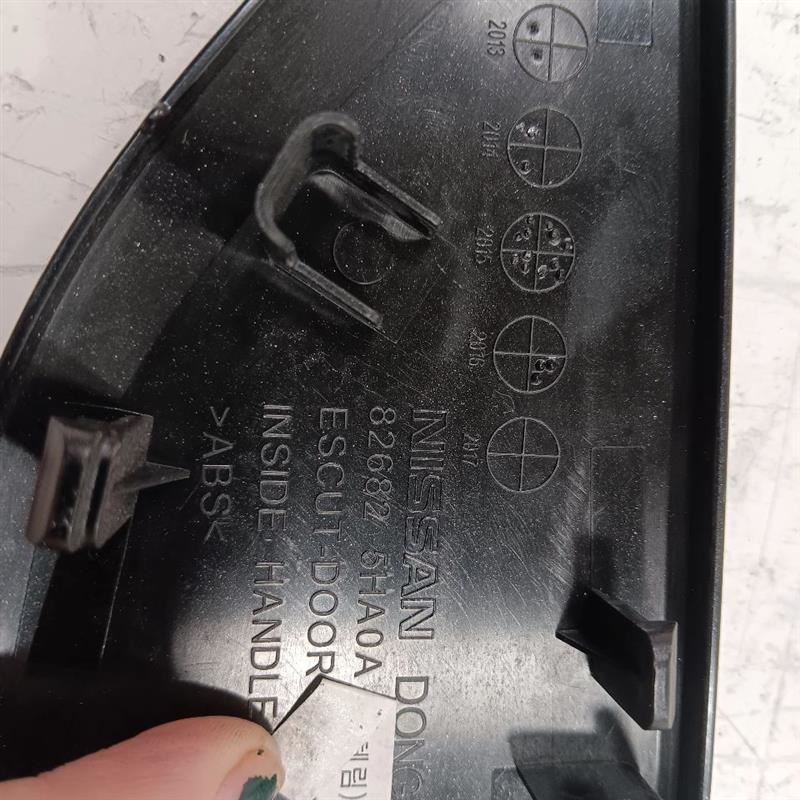 2013
2014
2015
2016
2017
NISSAN DONG
82682 5HA0A
ESCUT-DOOR
INSIDE HANDLE
>ABS<